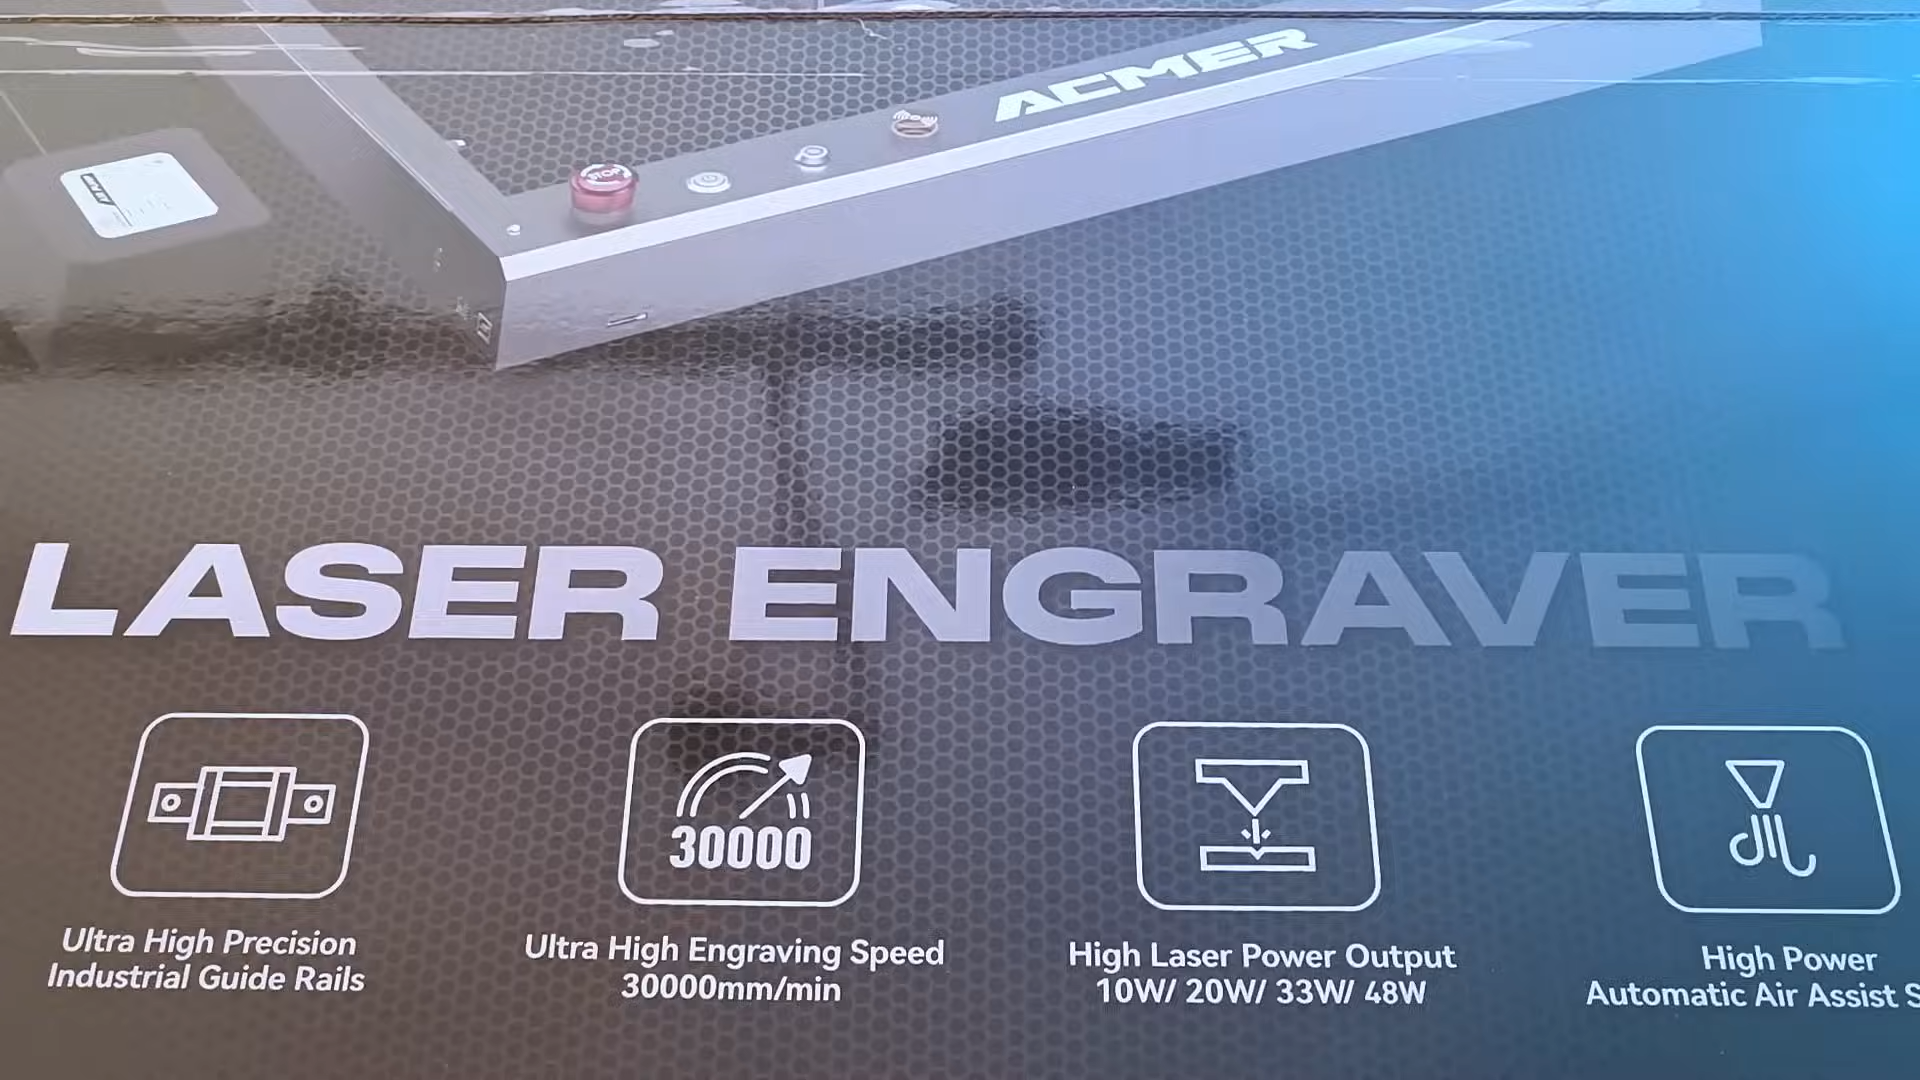 ACMER
STOP
LASER ENGRAVER
30000
Ultra High Precision
Industrial Guide Rails
Ultra High Engraving Speed
30000mm/min
High Laser Power Output
10W/ 20W/ 33W/ 48W
High Power
Automatic Air Assist S